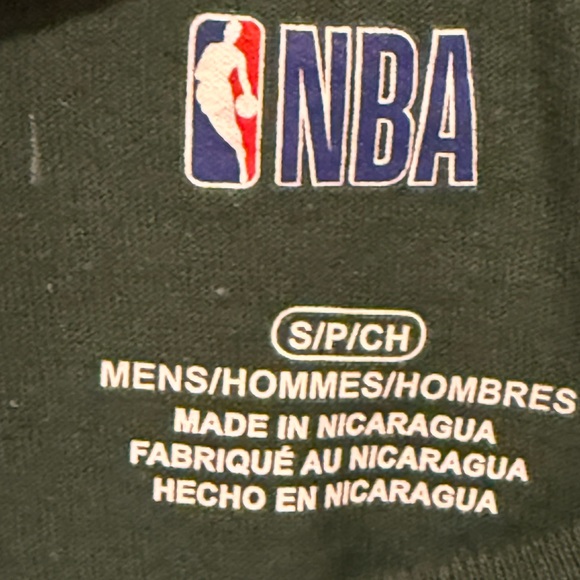 NBA
S/P/CH
MENS/HOMMES/HOMBRES
MADE IN NICARAGUA
FABRIQUÉ AU NICARAGUA
HECHO EN NICARAGUA